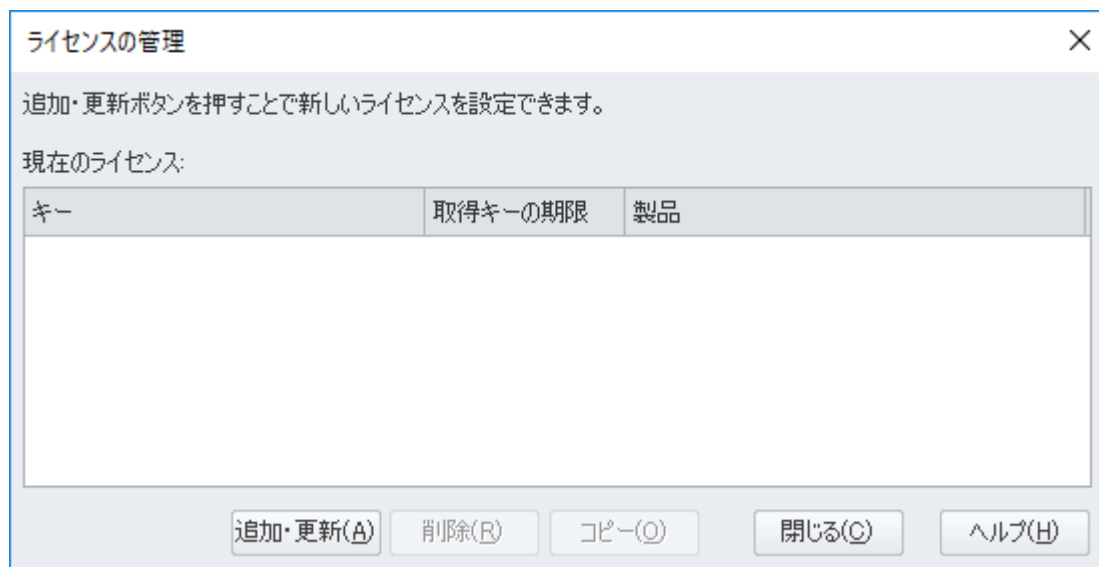 ライセンスの管理
追加・更新ボタンを押すことで新しいライセンスを設定できます。
現在のライセンス:
キー 取得キーの期限 製品
追加・更新(A) 削除(R) コピー(O) 閉じる(C) ヘルプ(H)